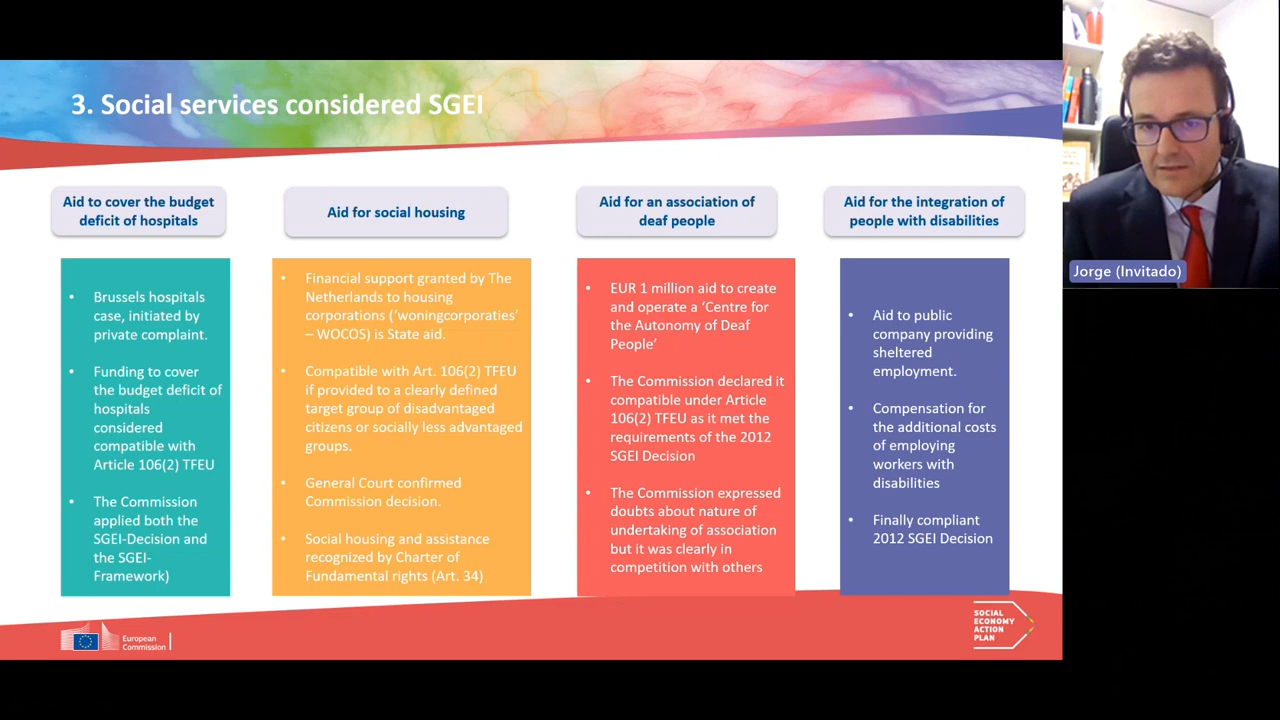 3. Social services considered SGEI
Aid to cover the budget
deficit of hospitals
• Brussels hospitals
case, initiated by
private complaint.
• Funding to cover
the budget deficit of
hospitals
considered
compatible with
Article 106(2) TFEU
• The Commission
applied both the
SGEI-Decision and
the SGEI-
Framework)
Aid for social housing
• Financial support granted by The
Netherlands to housing
corporations (‘woningcorporaties’
– WOCOS) is State aid.
• Compatible with Art. 106(2) TFEU
if provided to a clearly defined
target group of disadvantaged
citizens or socially less advantaged
groups.
• General Court confirmed
Commission decision.
• Social housing and assistance
recognized by Charter of
Fundamental rights (Art. 34)
Aid for an association of
deaf people
• EUR 1 million aid to create
and operate a ‘Centre for
the Autonomy of Deaf
People’
• The Commission declared it
compatible under Article
106(2) TFEU as it met the
requirements of the 2012
SGEI Decision
• The Commission expressed
doubts about nature of
undertaking of association
but it was clearly in
competition with others
Aid for the integration of
people with disabilities
• Aid to public
company providing
sheltered
employment.
• Compensation for
the additional costs
of employing
workers with
disabilities
• Finally compliant
2012 SGEI Decision
Jorge (Invitado)
European
Commission
SOCIAL
ECONOMY
ACTION
PLAN